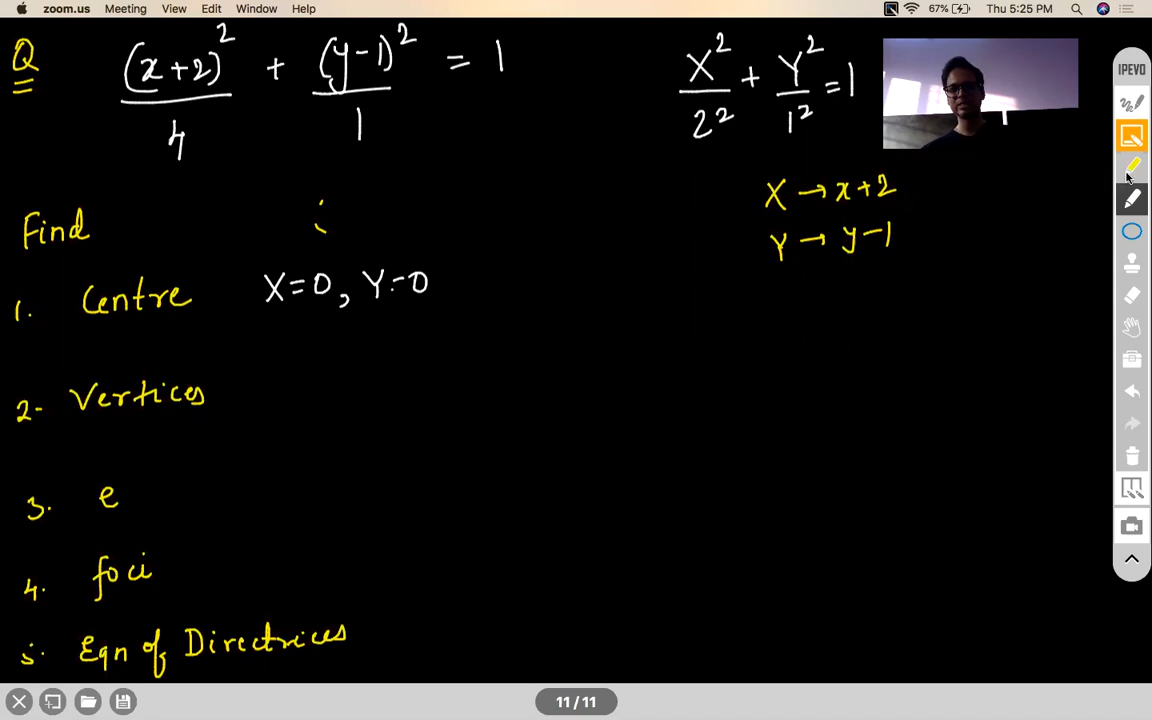 zoom.us Meeting View Edit Window Help 67% Thu 5:25 PM
IPEVO
Q (x+2)²/4 + (y-1)²/1 = 1
X²/2² + Y²/1² = 1
X → x+2
Y → y-1
Find
1. Centre X=0, Y=0
2- Vertices
3. e
4. foci
5. Eqn of Directrices
11/11